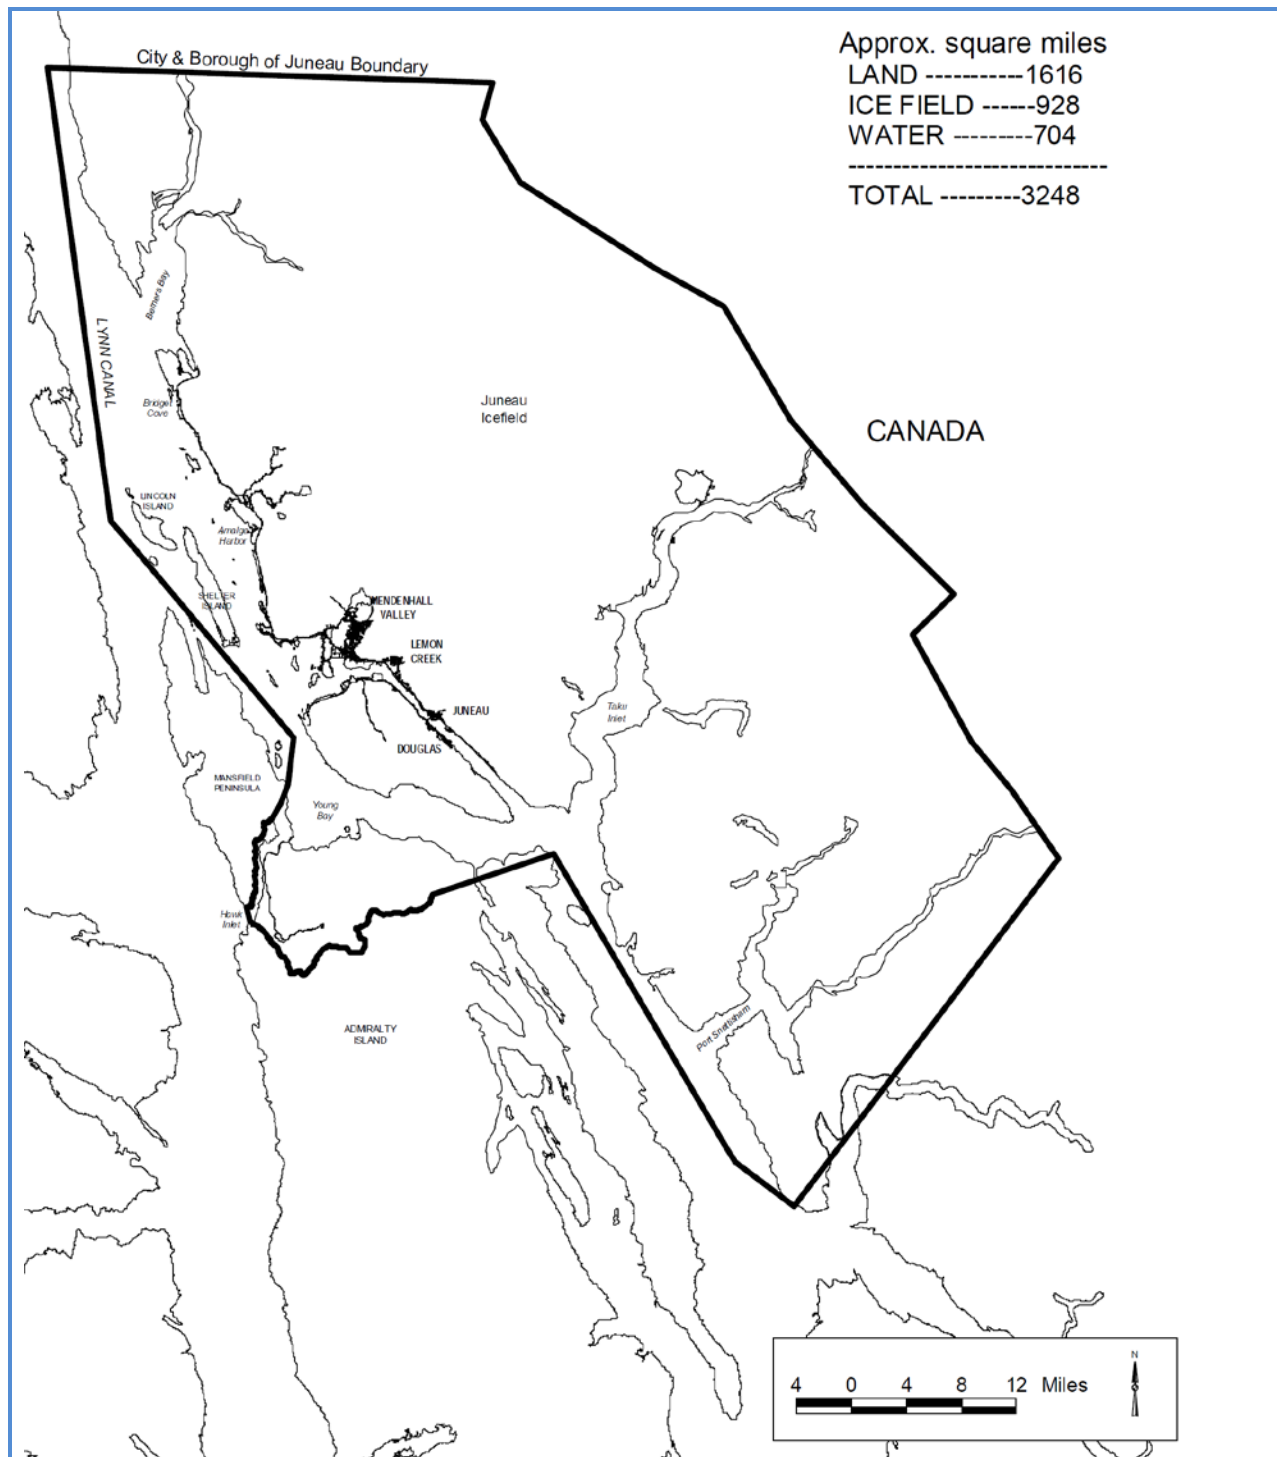 Approx. square miles
LAND -----------1616
ICE FIELD ------928
WATER ---------704
-----------------------------
TOTAL ---------3248
City & Borough of Juneau Boundary
Berners Bay
LYNN CANAL
Bridget
Cove
Juneau
Icefield
CANADA
LINCOLN
ISLAND
Amalga
Harbor
SHELTER
ISLAND
MENDENHALL
VALLEY
LEMON
CREEK
JUNEAU
DOUGLAS
Taku
Inlet
MANSFIELD
PENINSULA
Young
Bay
Hawk
Inlet
ADMIRALTY
ISLAND
Port Snettisham
N
4 0 4 8 12 Miles